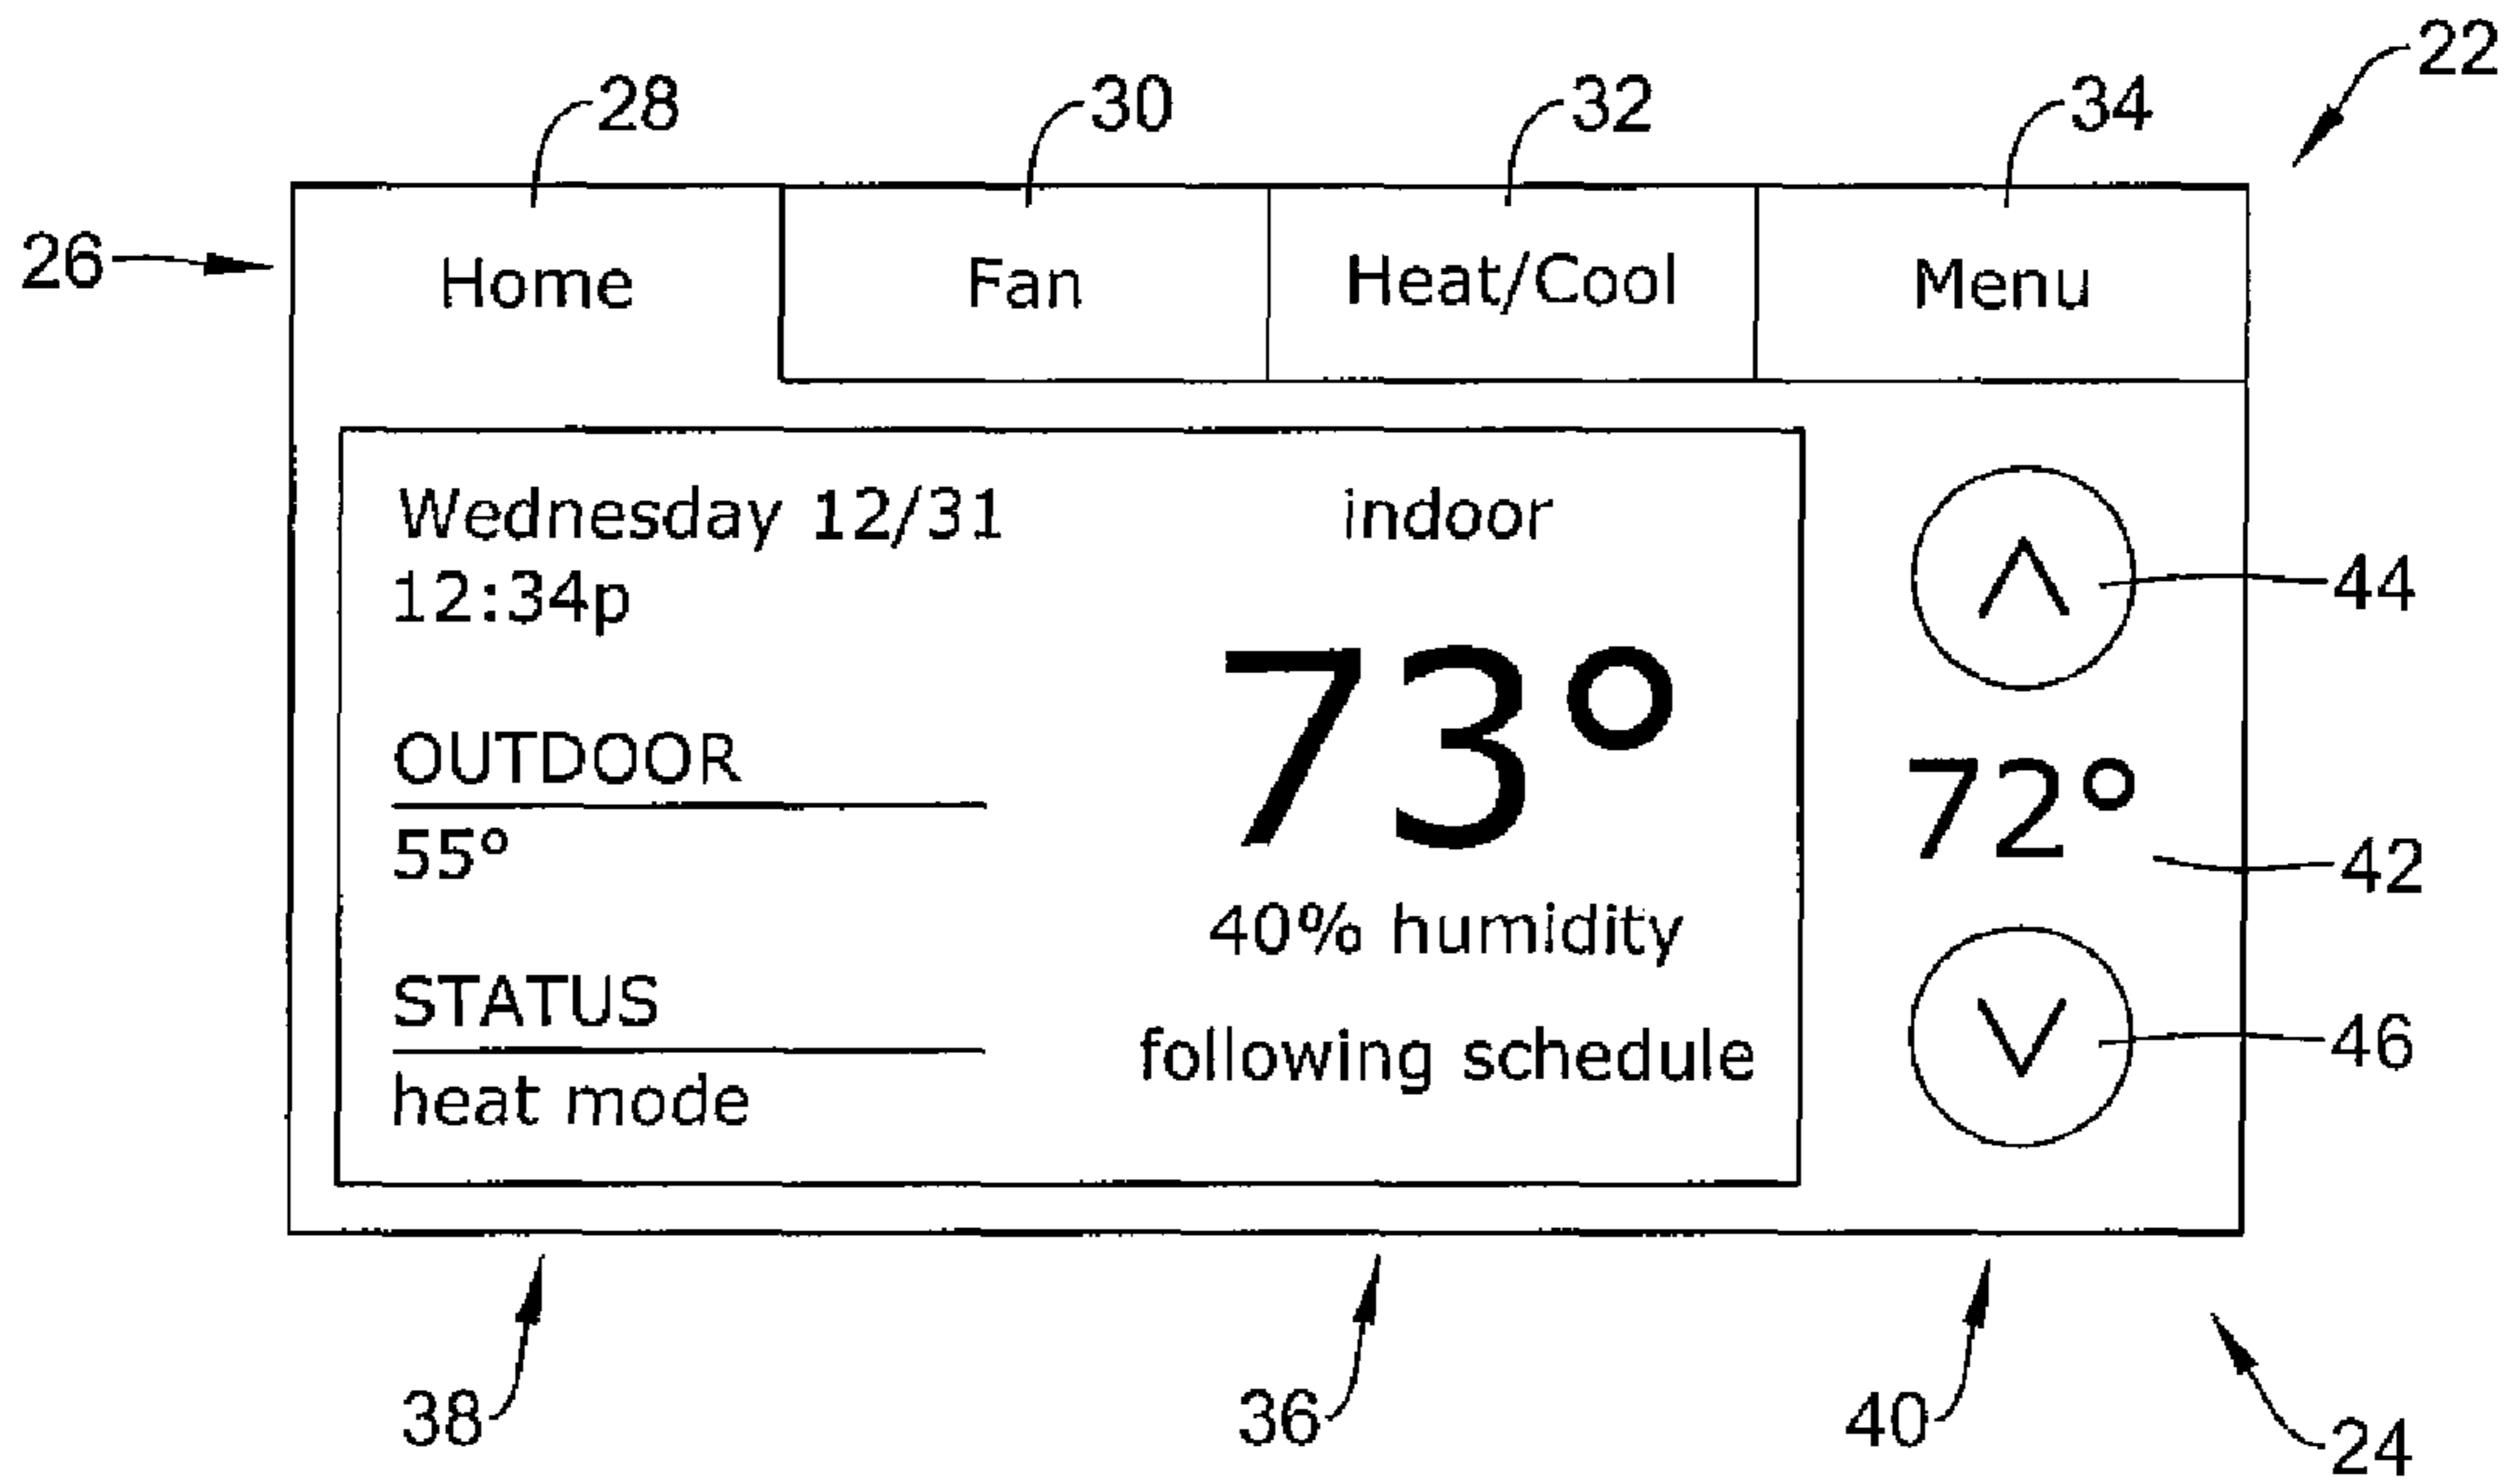 22
28
30
32
34
26
Home
Fan
Heat/Cool
Menu
Wednesday 12/31
12:34p
OUTDOOR
55°
STATUS
heat mode
indoor
73°
40% humidity
following schedule
44
72°
42
46
38
36
40
24